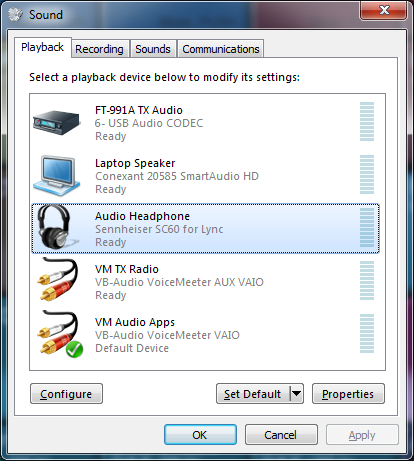 Sound
Playback Recording Sounds Communications
Select a playback device below to modify its settings:
FT-991A TX Audio
6- USB Audio CODEC
Ready
Laptop Speaker
Conexant 20585 SmartAudio HD
Ready
Audio Headphone
Sennheiser SC60 for Lync
Ready
VM TX Radio
VB-Audio VoiceMeeter AUX VAIO
Ready
VM Audio Apps
VB-Audio VoiceMeeter VAIO
Default Device
Configure Set Default Properties
OK Cancel Apply